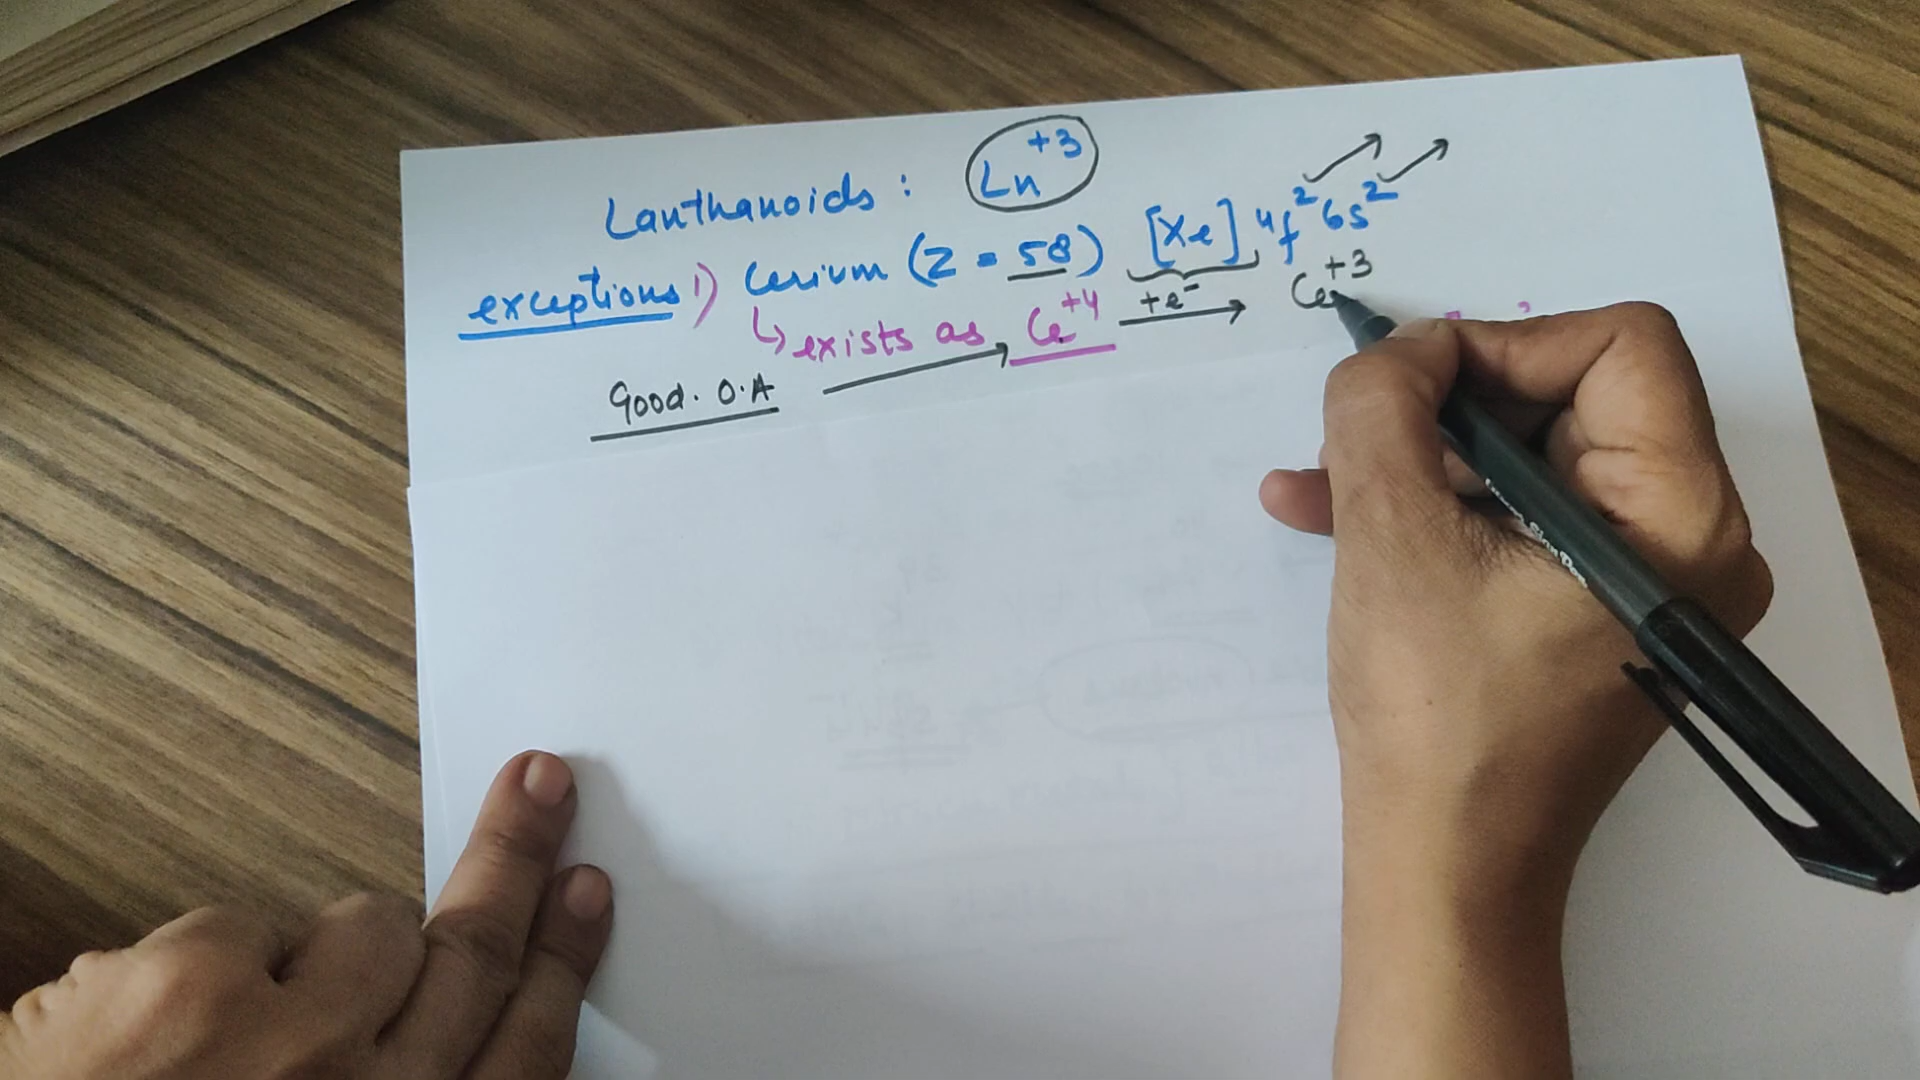 Lanthanoids : Ln+3
exceptions 1) Cerium (Z = 58) [Xe] 4f2 6s2
↳ exists as Ce+4 +e- → Ce+3
Good. O.A →